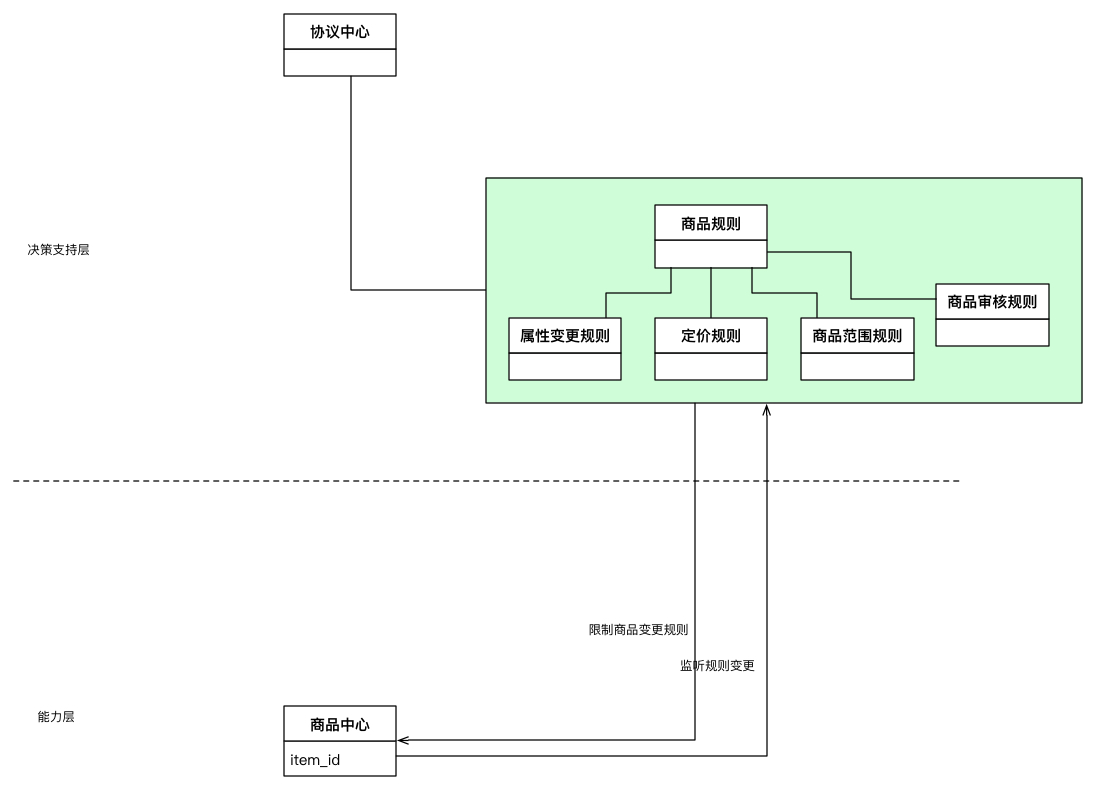 协议中心
商品规则
决策支持层
商品审核规则
属性变更规则
定价规则
商品范围规则
限制商品变更规则
监听规则变更
能力层
商品中心
item_id